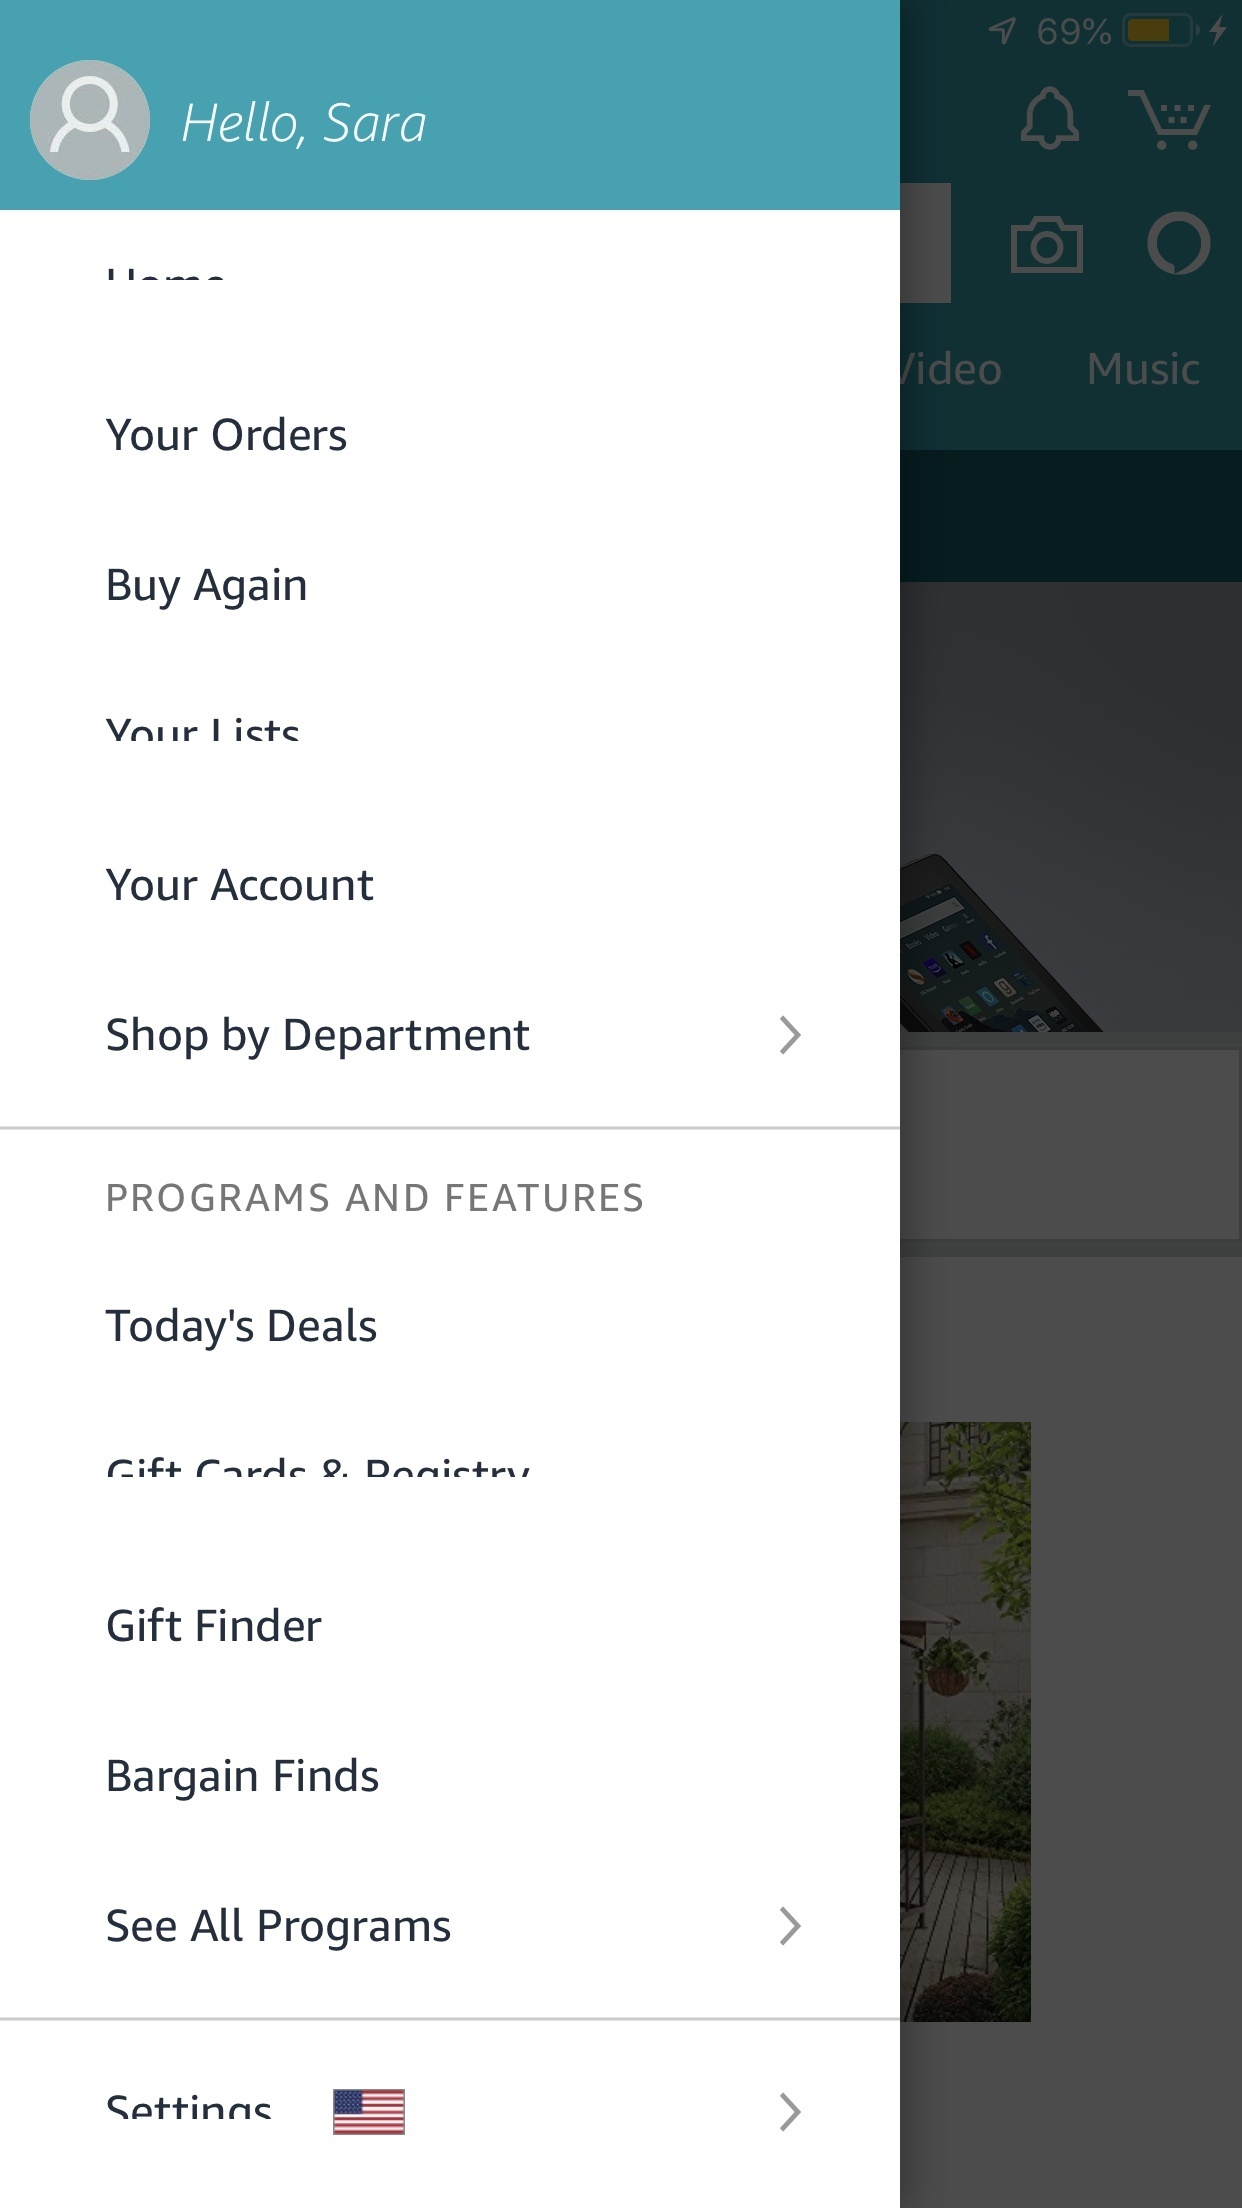 69%
Hello, Sara
Video
Music
Home
Your Orders
Buy Again
Your Lists
Your Account
Shop by Department
PROGRAMS AND FEATURES
Today's Deals
Gift Cards & Registry
Gift Finder
Bargain Finds
See All Programs
Settings